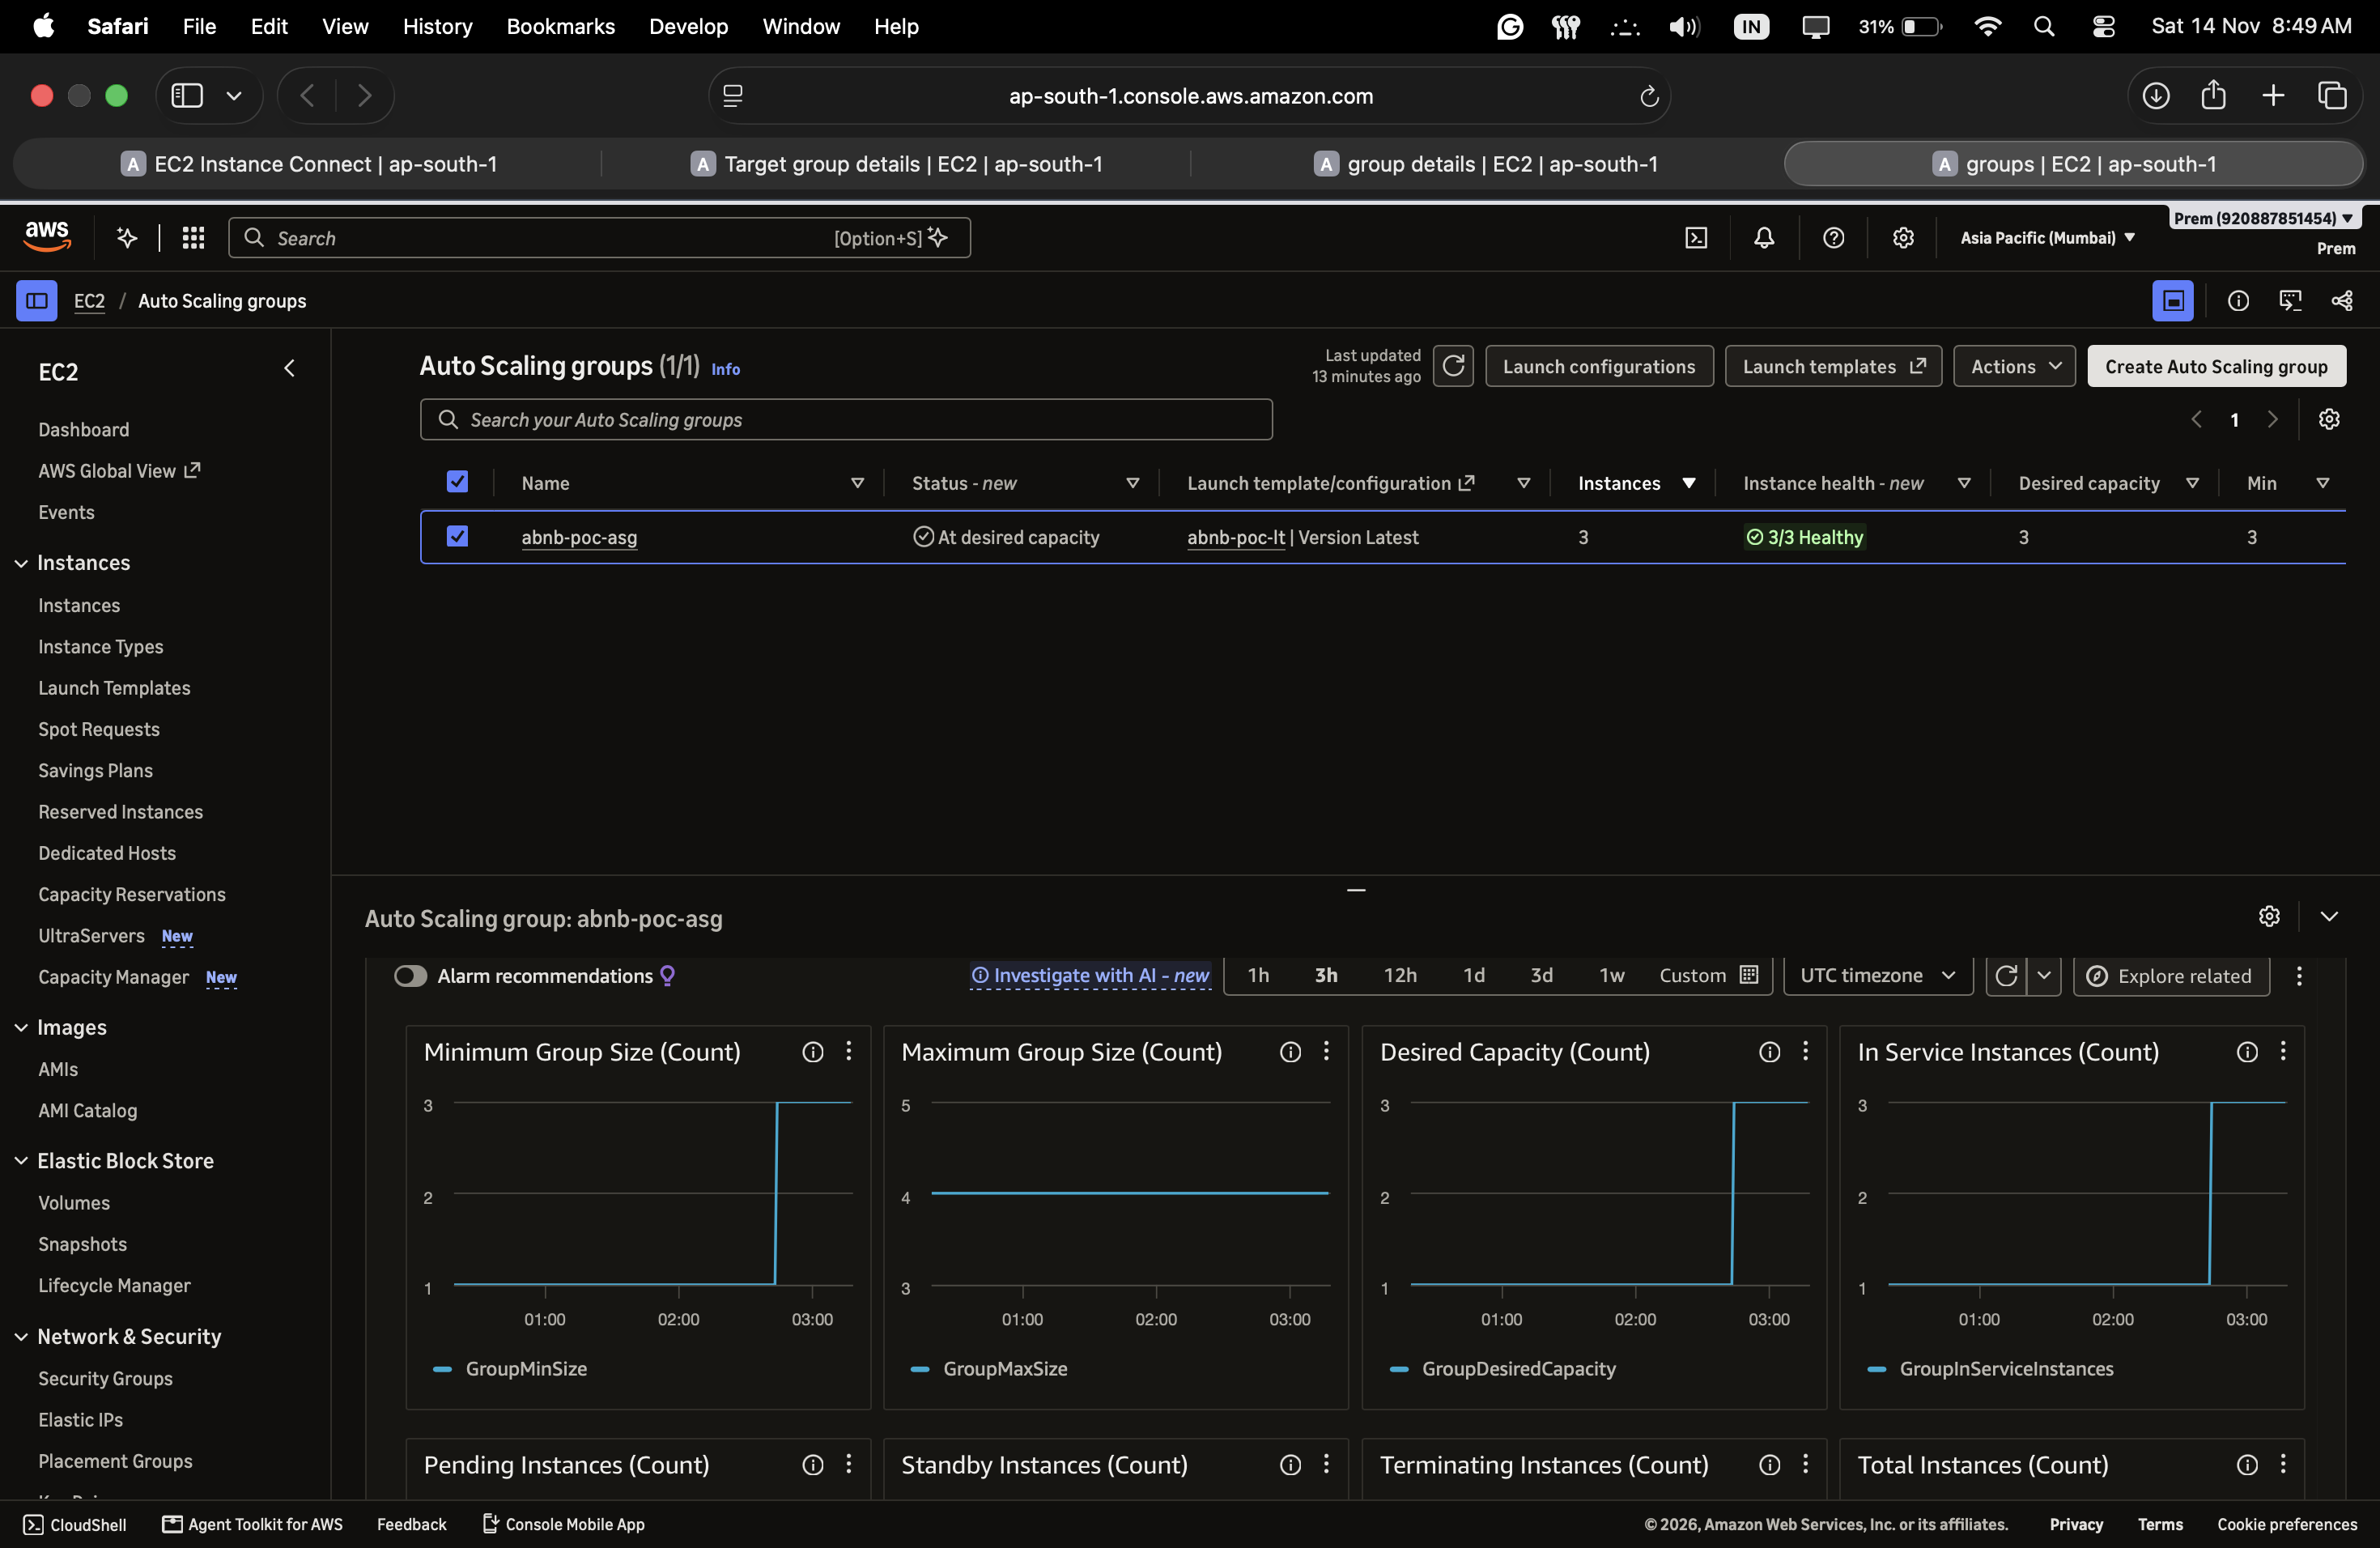 Safari File Edit View History Bookmarks Develop Window Help IN 31% Sat 14 Nov 8:49 AM
ap-south-1.console.aws.amazon.com
A EC2 Instance Connect | ap-south-1 A Target group details | EC2 | ap-south-1 A group details | EC2 | ap-south-1 A groups | EC2 | ap-south-1
aws Search [Option+S] Asia Pacific (Mumbai) Prem (920887851454)
Prem
EC2 / Auto Scaling groups
EC2
Dashboard
AWS Global View
Events
Instances
Instances
Instance Types
Launch Templates
Spot Requests
Savings Plans
Reserved Instances
Dedicated Hosts
Capacity Reservations
UltraServers New
Capacity Manager New
Images
AMIs
AMI Catalog
Elastic Block Store
Volumes
Snapshots
Lifecycle Manager
Network & Security
Security Groups
Elastic IPs
Placement Groups
Auto Scaling groups (1/1) Info
Last updated
13 minutes ago
Launch configurations Launch templates Actions Create Auto Scaling group
Search your Auto Scaling groups
1
Name Status - new Launch template/configuration Instances Instance health - new Desired capacity Min
abnb-poc-asg At desired capacity abnb-poc-lt | Version Latest 3 3/3 Healthy 3 3
Auto Scaling group: abnb-poc-asg
Alarm recommendations Investigate with AI - new 1h 3h 12h 1d 3d 1w Custom UTC timezone Explore related
Minimum Group Size (Count)
3
2
1
01:00 02:00 03:00
GroupMinSize
Maximum Group Size (Count)
5
4
3
01:00 02:00 03:00
GroupMaxSize
Desired Capacity (Count)
3
2
1
01:00 02:00 03:00
GroupDesiredCapacity
In Service Instances (Count)
3
2
1
01:00 02:00 03:00
GroupInServiceInstances
Pending Instances (Count) Standby Instances (Count) Terminating Instances (Count) Total Instances (Count)
CloudShell Agent Toolkit for AWS Feedback Console Mobile App © 2026, Amazon Web Services, Inc. or its affiliates. Privacy Terms Cookie preferences